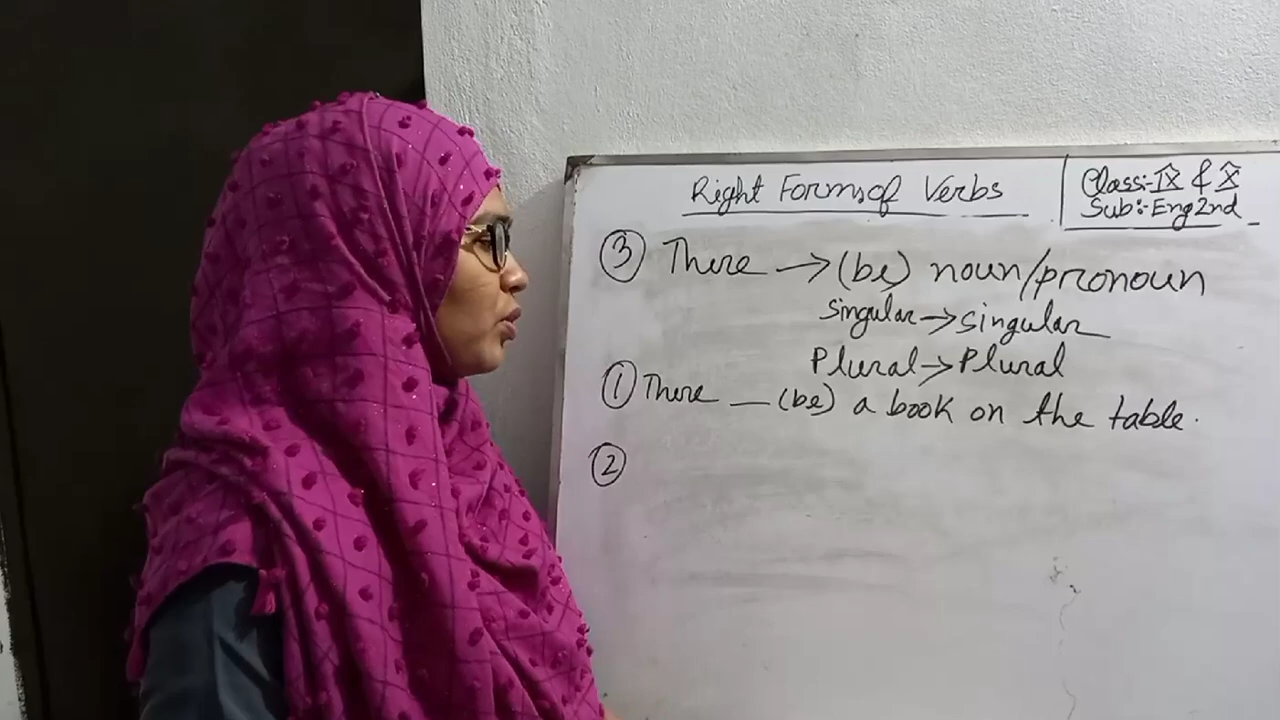 Right Forms of Verbs
Class:- IX & X
Sub:- Eng 2nd
③ There → (be) noun/pronoun
singular → singular
Plural → Plural
① There __ (be) a book on the table.
②